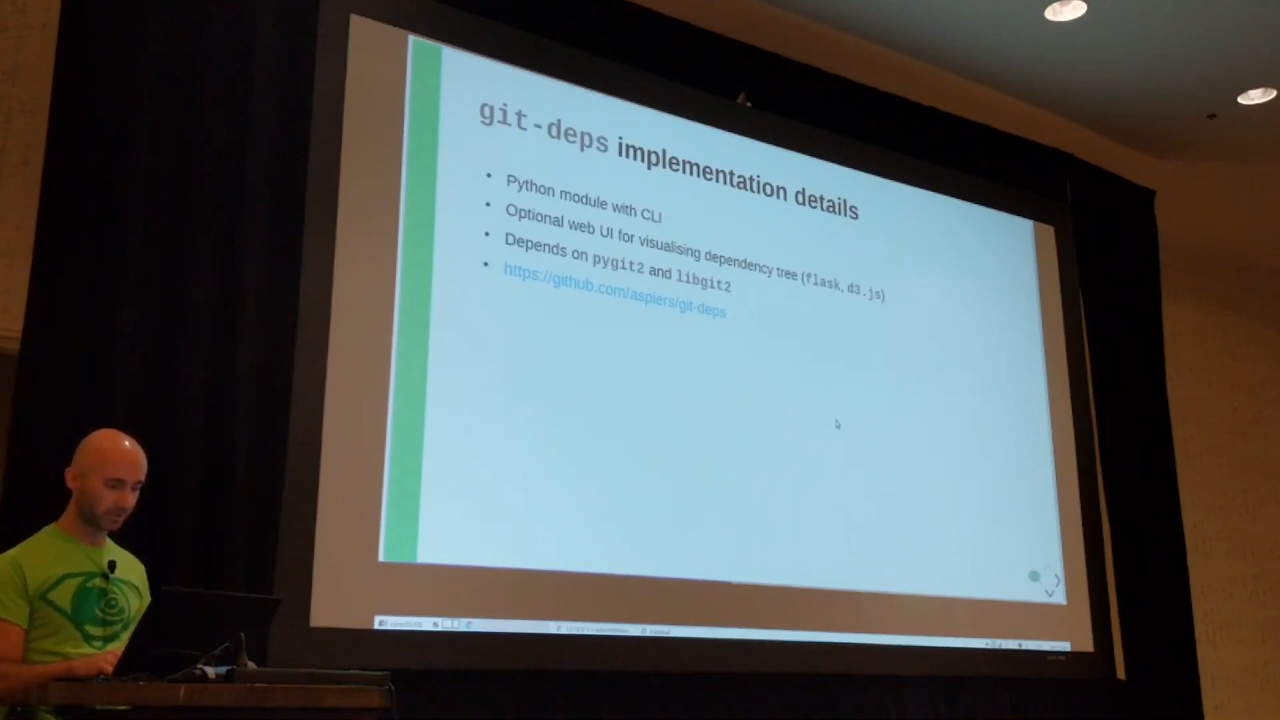 git-deps implementation details
Python module with CLI
Optional web UI for visualising dependency tree (flask, d3.js)
Depends on pygit2 and libgit2
https://github.com/aspiers/git-deps